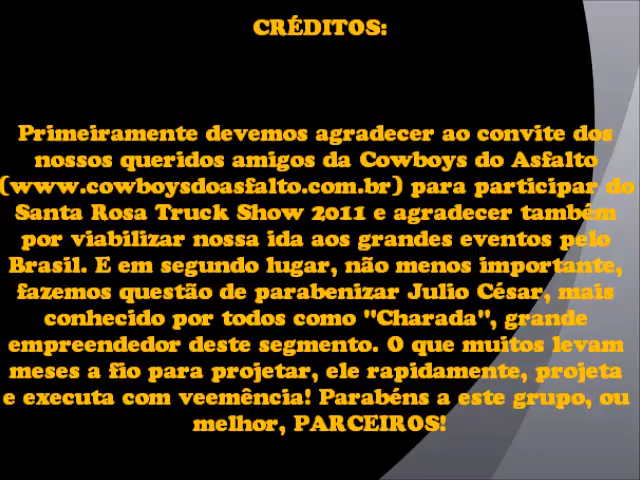 CRÉDITOS:
Primeiramente devemos agradecer ao convite dos
nossos queridos amigos da Cowboys do Asfalto
(www.cowboysdoasfalto.com.br) para participar do
Santa Rosa Truck Show 2011 e agradecer também
por viabilizar nossa ida aos grandes eventos pelo
Brasil. E em segundo lugar, não menos importante,
fazemos questão de parabenizar Julio César, mais
conhecido por todos como "Charada", grande
empreendedor deste segmento. O que muitos levam
meses a fio para projetar, ele rapidamente, projeta
e executa com veemência! Parabéns a este grupo, ou
melhor, PARCEIROS!